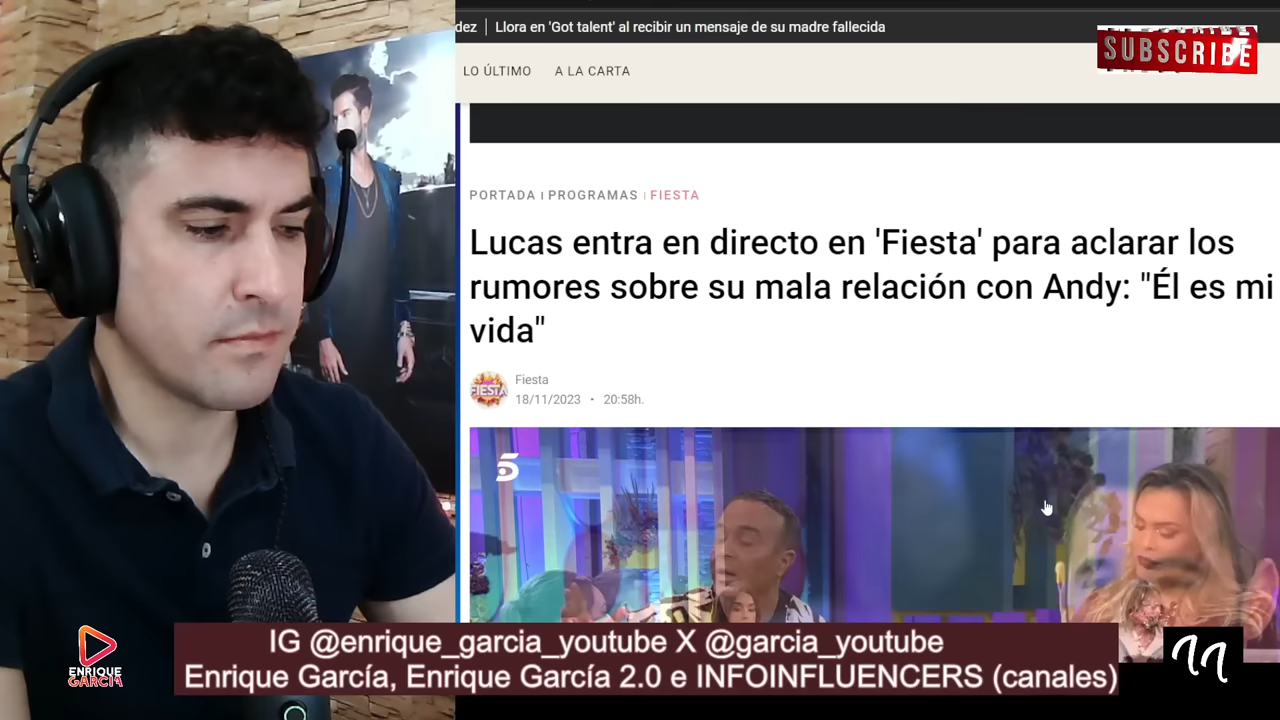 dez | Llora en 'Got talent' al recibir un mensaje de su madre fallecida
SUBSCRIBE
LO ÚLTIMO A LA CARTA
PORTADA | PROGRAMAS | FIESTA
Lucas entra en directo en 'Fiesta' para aclarar los
rumores sobre su mala relación con Andy: "Él es mi
vida"
FIESTA
Fiesta
18/11/2023 • 20:58h.
5
IG @enrique_garcia_youtube X @garcia_youtube
Enrique García, Enrique García 2.0 e INFOINFLUENCERS (canales)
ENRIQUE
GARCÍA